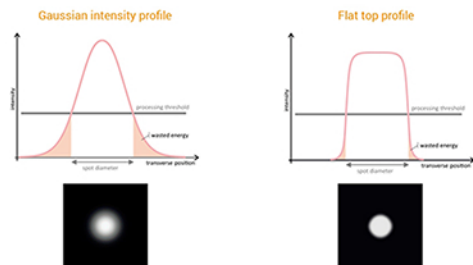 Gaussian intensity profile
Flat top profile
intensity
processing threshold
wasted energy
spot diameter
transverse position
intensity
processing threshold
wasted energy
spot diameter
transverse position